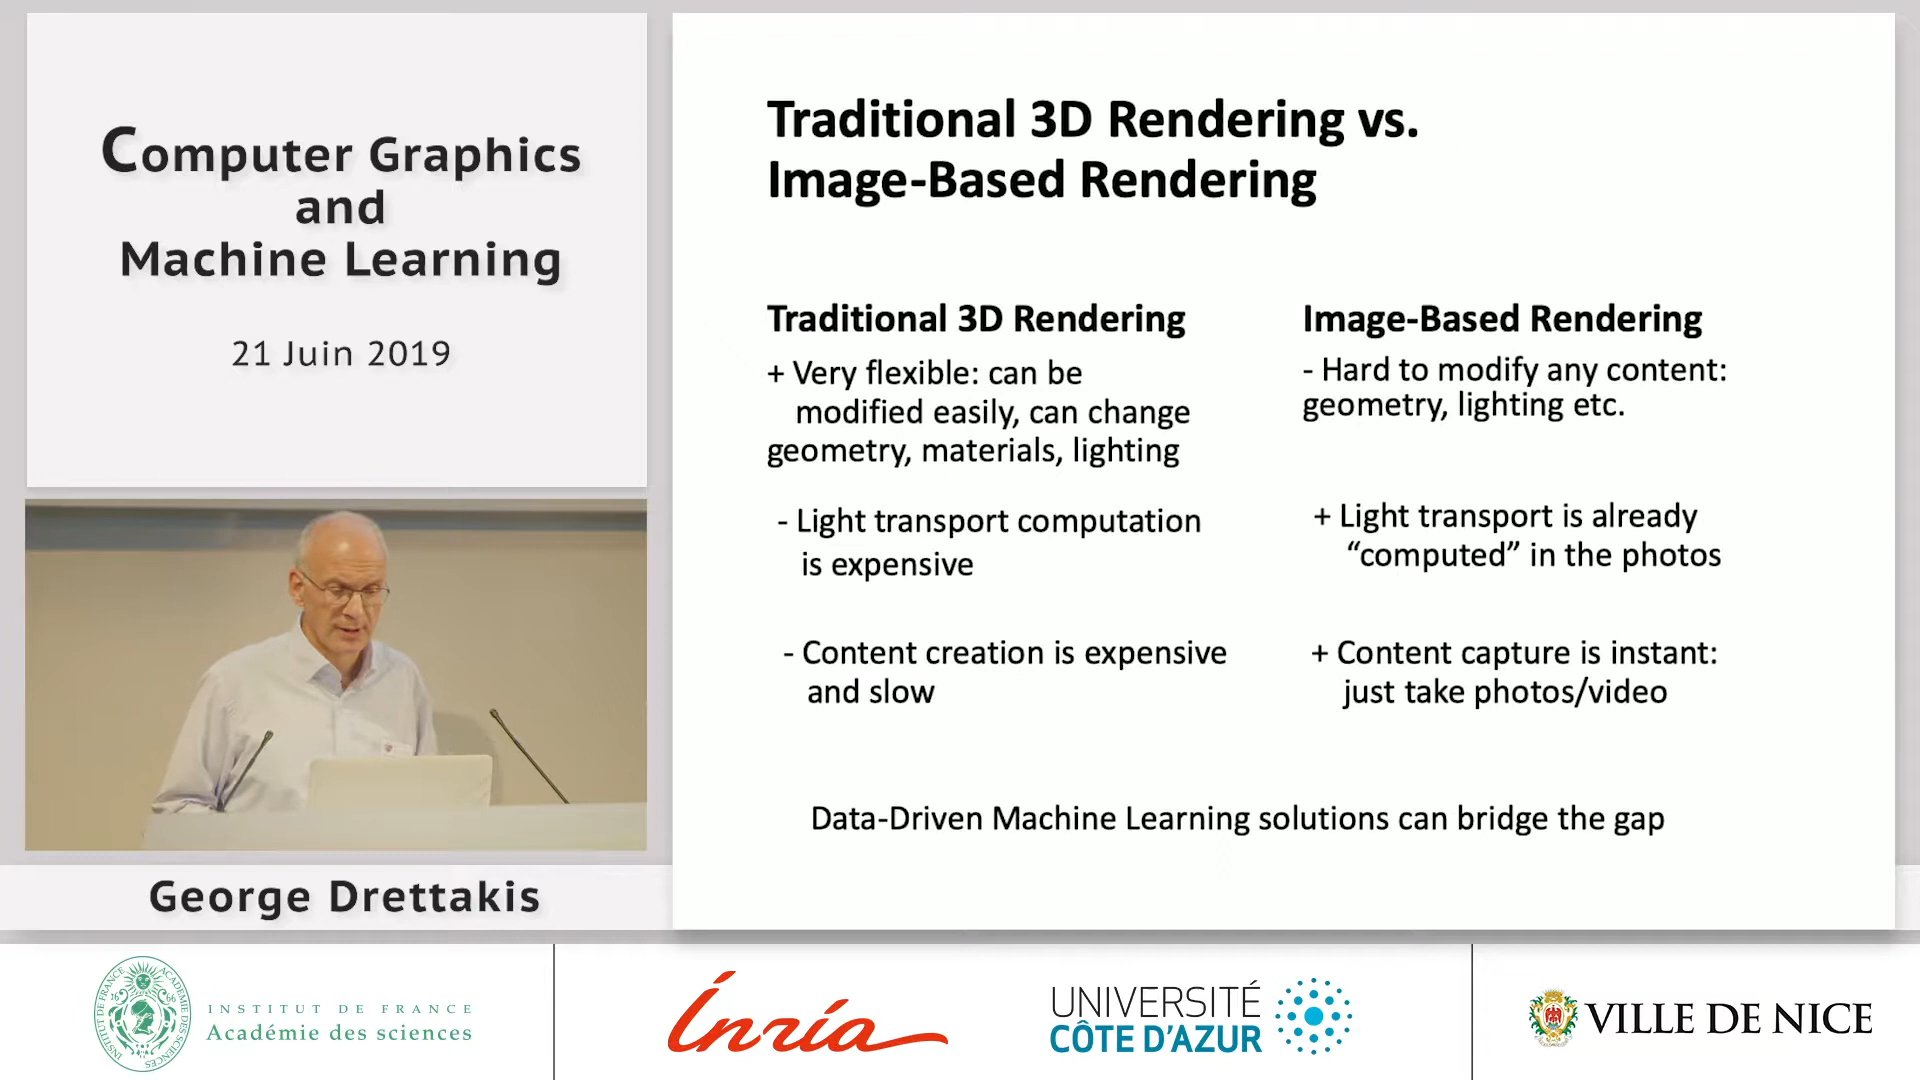 Computer Graphics
and
Machine Learning
21 Juin 2019
George Drettakis
Traditional 3D Rendering vs.
Image-Based Rendering
Traditional 3D Rendering
+ Very flexible: can be
modified easily, can change
geometry, materials, lighting
- Light transport computation
is expensive
- Content creation is expensive
and slow
Image-Based Rendering
- Hard to modify any content:
geometry, lighting etc.
+ Light transport is already
“computed” in the photos
+ Content capture is instant:
just take photos/video
Data-Driven Machine Learning solutions can bridge the gap
INSTITUT DE FRANCE
Académie des sciences
Inría
UNIVERSITÉ
CÔTE D'AZUR
VILLE DE NICE